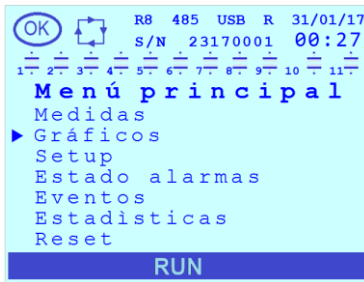 OK R8 485 USB R 31/01/17
S/N 23170001 00:27
1 2 3 4 5 6 7 8 9 10 11
Menú principal
Medidas
Gráficos
Setup
Estado alarmas
Eventos
Estadìsticas
Reset
RUN